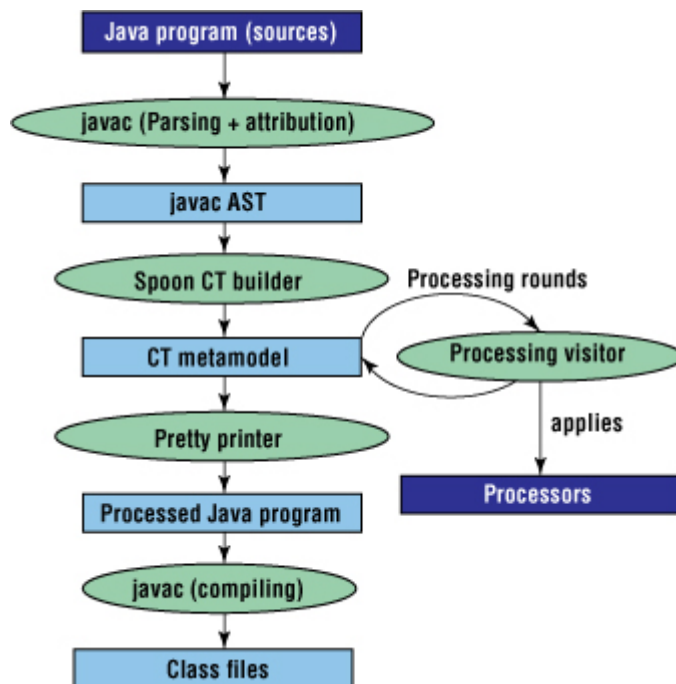 Java program (sources)
javac (Parsing + attribution)
javac AST
Spoon CT builder
Processing rounds
CT metamodel
Processing visitor
Pretty printer
applies
Processors
Processed Java program
javac (compiling)
Class files